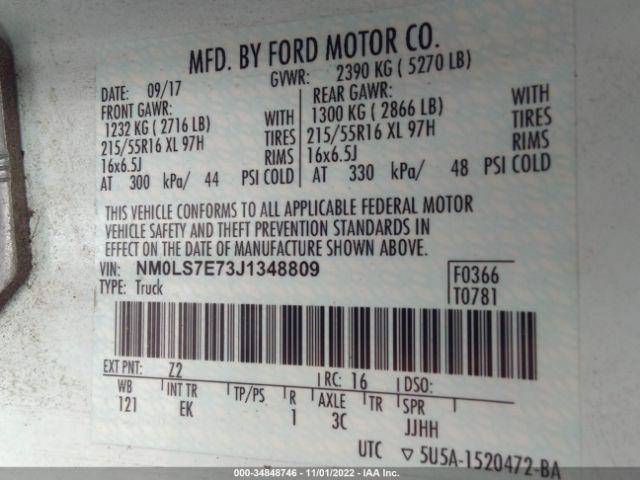 MFD. BY FORD MOTOR CO.
DATE: 09/17 GVWR: 2390 KG ( 5270 LB)
FRONT GAWR: WITH REAR GAWR: WITH
1232 KG ( 2716 LB) TIRES 1300 KG ( 2866 LB) TIRES
215/55R16 XL 97H RIMS 215/55R16 XL 97H RIMS
16x6.5J 16x6.5J
AT 300 kPa/ 44 PSI COLD AT 330 kPa/ 48 PSI COLD
THIS VEHICLE CONFORMS TO ALL APPLICABLE FEDERAL MOTOR
VEHICLE SAFETY AND THEFT PREVENTION STANDARDS IN
EFFECT ON THE DATE OF MANUFACTURE SHOWN ABOVE.
VIN: NM0LS7E73J1348809 F0366
TYPE: Truck T0781
EXT PNT: Z2 RC: 16 DSO:
WB INT TR TP/PS R AXLE TR SPR
121 EK 1 3C JJHH
UTC ▽ 5U5A-1520472-BA
000-34848746 - 11/01/2022 - IAA Inc.